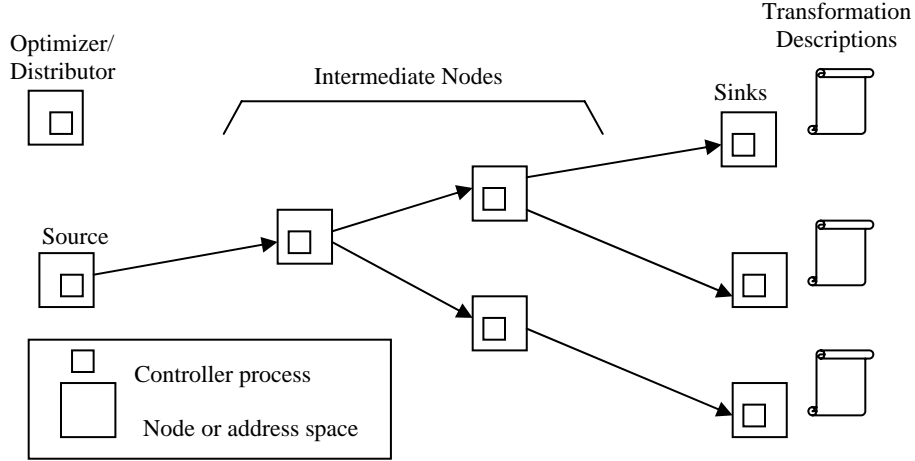 Optimizer/
Distributor
Intermediate Nodes
Sinks
Transformation
Descriptions
Source
Controller process
Node or address space